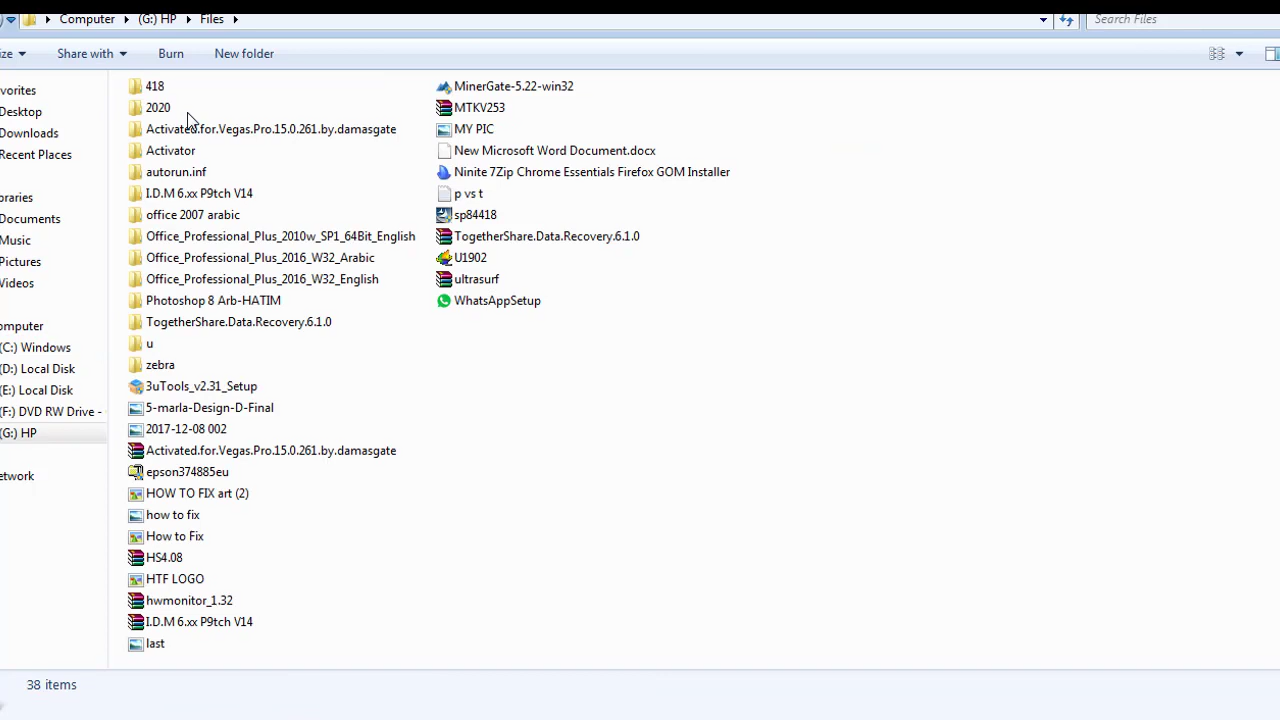 Computer (G:) HP Files
Search Files
ze Share with Burn New folder
vorites
Desktop
Downloads
Recent Places
braries
Documents
Music
Pictures
Videos
omputer
(C:) Windows
(D:) Local Disk
(E:) Local Disk
(F:) DVD RW Drive -
(G:) HP
etwork
418
2020
Activated.for.Vegas.Pro.15.0.261.by.damasgate
Activator
autorun.inf
I.D.M 6.xx P9tch V14
office 2007 arabic
Office_Professional_Plus_2010w_SP1_64Bit_English
Office_Professional_Plus_2016_W32_Arabic
Office_Professional_Plus_2016_W32_English
Photoshop 8 Arb-HATIM
TogetherShare.Data.Recovery.6.1.0
u
zebra
3uTools_v2.31_Setup
5-marla-Design-D-Final
2017-12-08 002
Activated.for.Vegas.Pro.15.0.261.by.damasgate
epson374885eu
HOW TO FIX art (2)
how to fix
How to Fix
HS4.08
HTF LOGO
hwmonitor_1.32
I.D.M 6.xx P9tch V14
last
MinerGate-5.22-win32
MTKV253
MY PIC
New Microsoft Word Document.docx
Ninite 7Zip Chrome Essentials Firefox GOM Installer
p vs t
sp84418
TogetherShare.Data.Recovery.6.1.0
U1902
ultrasurf
WhatsAppSetup
38 items